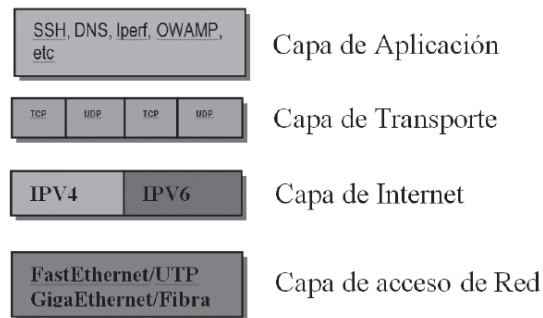 SSH, DNS, Iperf, OWAMP,
etc
Capa de Aplicación
TCP UDP TCP UDP
Capa de Transporte
IPV4 IPV6
Capa de Internet
FastEthernet/UTP
GigaEthernet/Fibra
Capa de acceso de Red